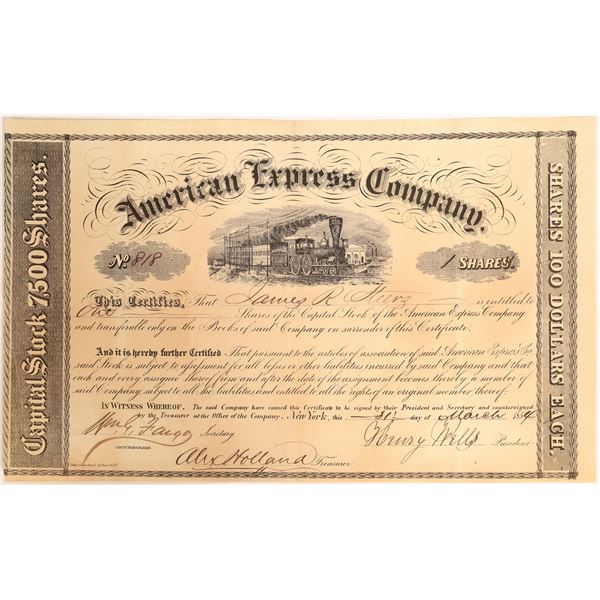 American Express Company.
Capital Stock 7,500 Shares.
SHARES 100 DOLLARS EACH.
No. 818
1 SHARES.
This Certifies, That James R
is entitled to
One Shares of the Capital Stock of the American Express Company
and transferable only on the Books of said Company on surrender of this Certificate.
And it is hereby further Certified That pursuant to the articles of association of said American Express Co
said Stock is subject to assessment for all losses or other liabilities incurred by said Company and that
each and every assignee thereof from and after the date of the assignment becomes thereby a member of
said Company subject to all the liabilities and entitled to all the rights of an original member thereof.
In Witness Whereof. The said Company have caused this Certificate to be signed by their President and Secretary and countersigned
by the Treasurer at the Office of the Company, New York, this 31 day of March 1854
Wm G Fargo Secretary
Henry Wells President
COUNTERSIGNED.
Alex Holland Treasurer